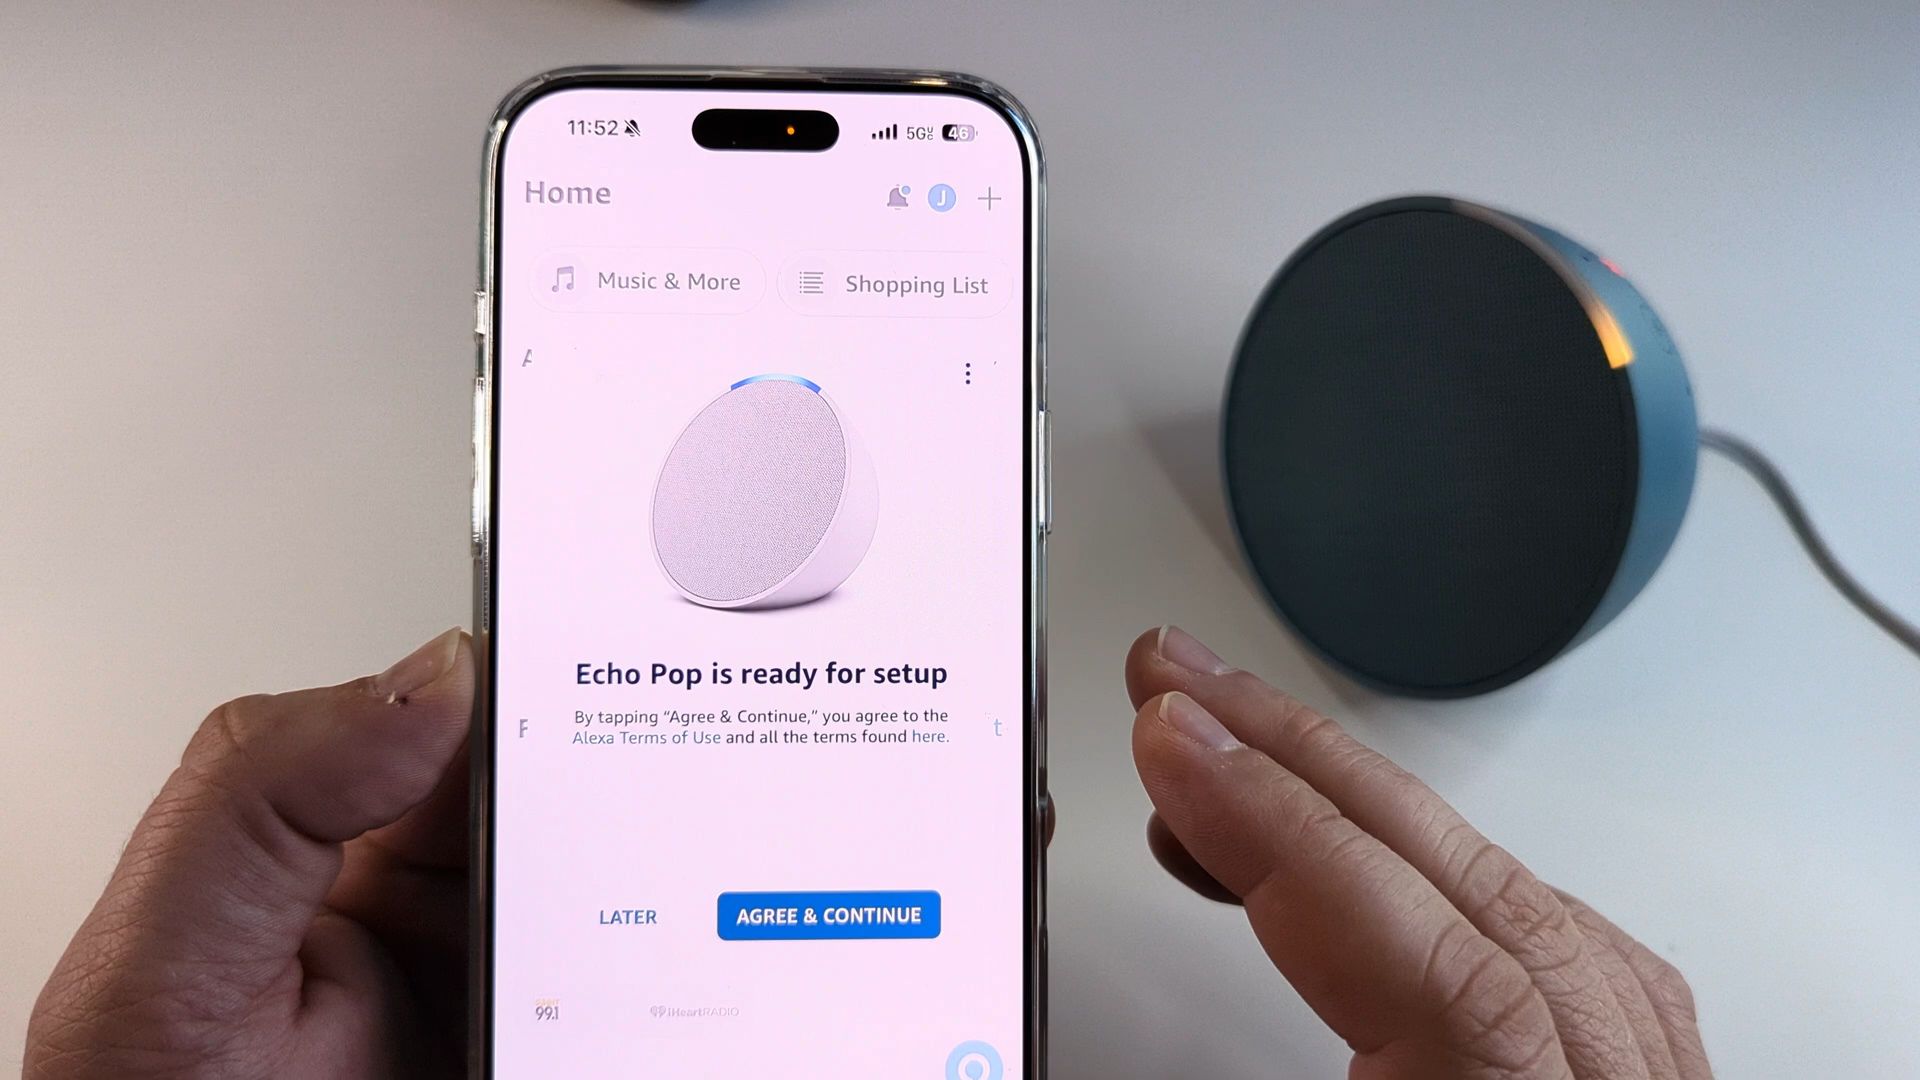 11:52 5G 46
Home J
Music & More Shopping List
A
Echo Pop is ready for setup
By tapping “Agree & Continue,” you agree to the
F t
Alexa Terms of Use and all the terms found here.
LATER AGREE & CONTINUE
99.1 iHeartRADIO